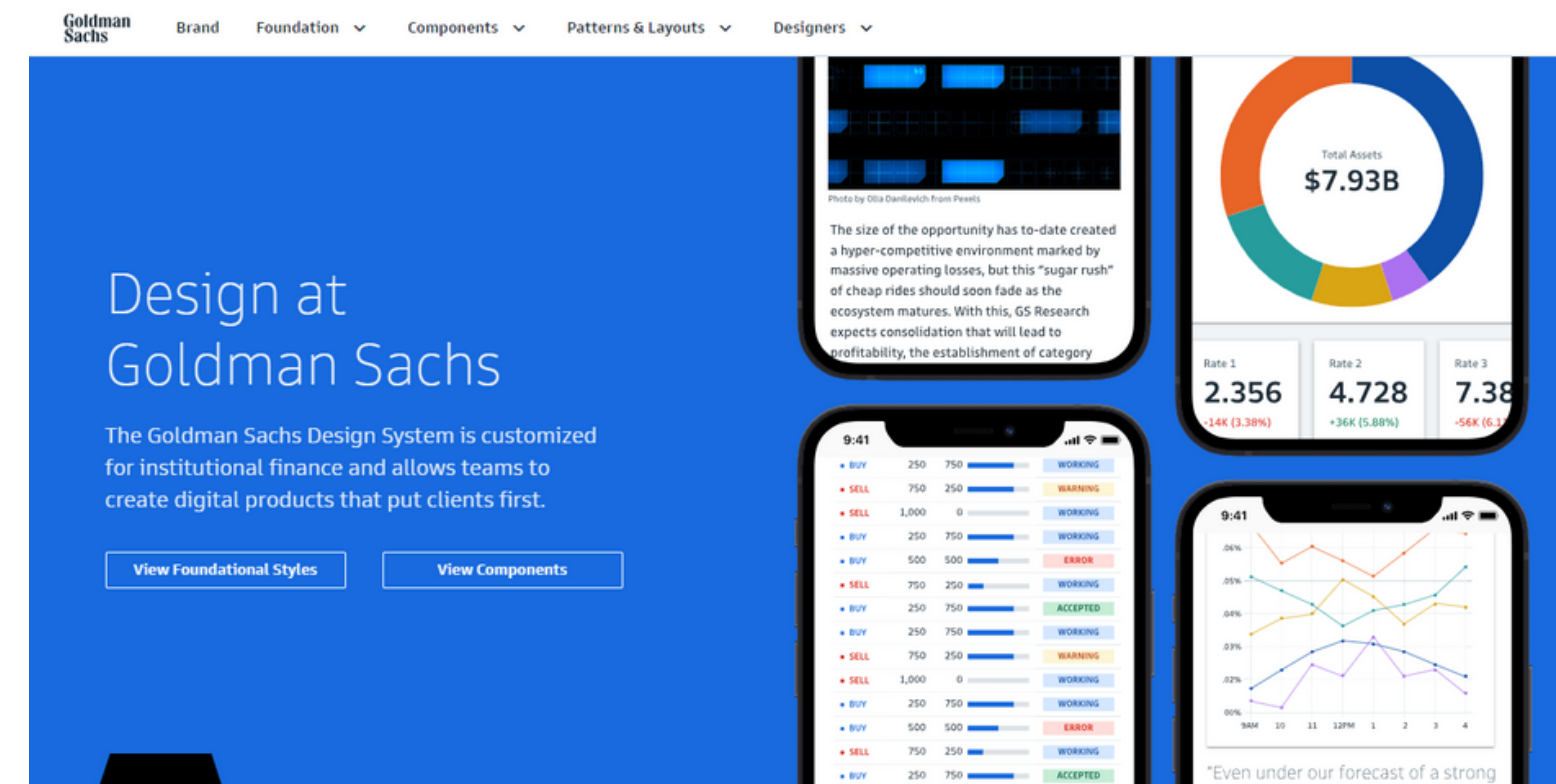 Goldman
Sachs
Brand
Foundation
Components
Patterns & Layouts
Designers
Design at
Goldman Sachs
The Goldman Sachs Design System is customized
for institutional finance and allows teams to
create digital products that put clients first.
View Foundational Styles
View Components
Photo by Olia Danilevich from Pexels
The size of the opportunity has to-date created
a hyper-competitive environment marked by
massive operating losses, but this “sugar rush”
of cheap rides should soon fade as the
ecosystem matures. With this, GS Research
expects consolidation that will lead to
profitability, the establishment of category
Total Assets
$7.93B
Rate 1 Rate 2 Rate 3
2.356 4.728 7.38
-14K (3.38%) +36K (5.88%) -56K
9:41
BUY 250 750 WORKING
SELL 750 250 WARNING
SELL 1,000 0 WORKING
BUY 250 750 WORKING
BUY 500 500 ERROR
SELL 750 250 WORKING
BUY 250 750 ACCEPTED
BUY 250 750 WORKING
SELL 750 250 WARNING
SELL 1,000 0 WORKING
BUY 250 750 WORKING
BUY 500 500 ERROR
SELL 750 250 WORKING
BUY 250 750 ACCEPTED
9:41
.06%
.05%
.04%
.03%
.02%
00%
9AM 10 11 12PM 1 2 3 4
“Even under our forecast of a strong